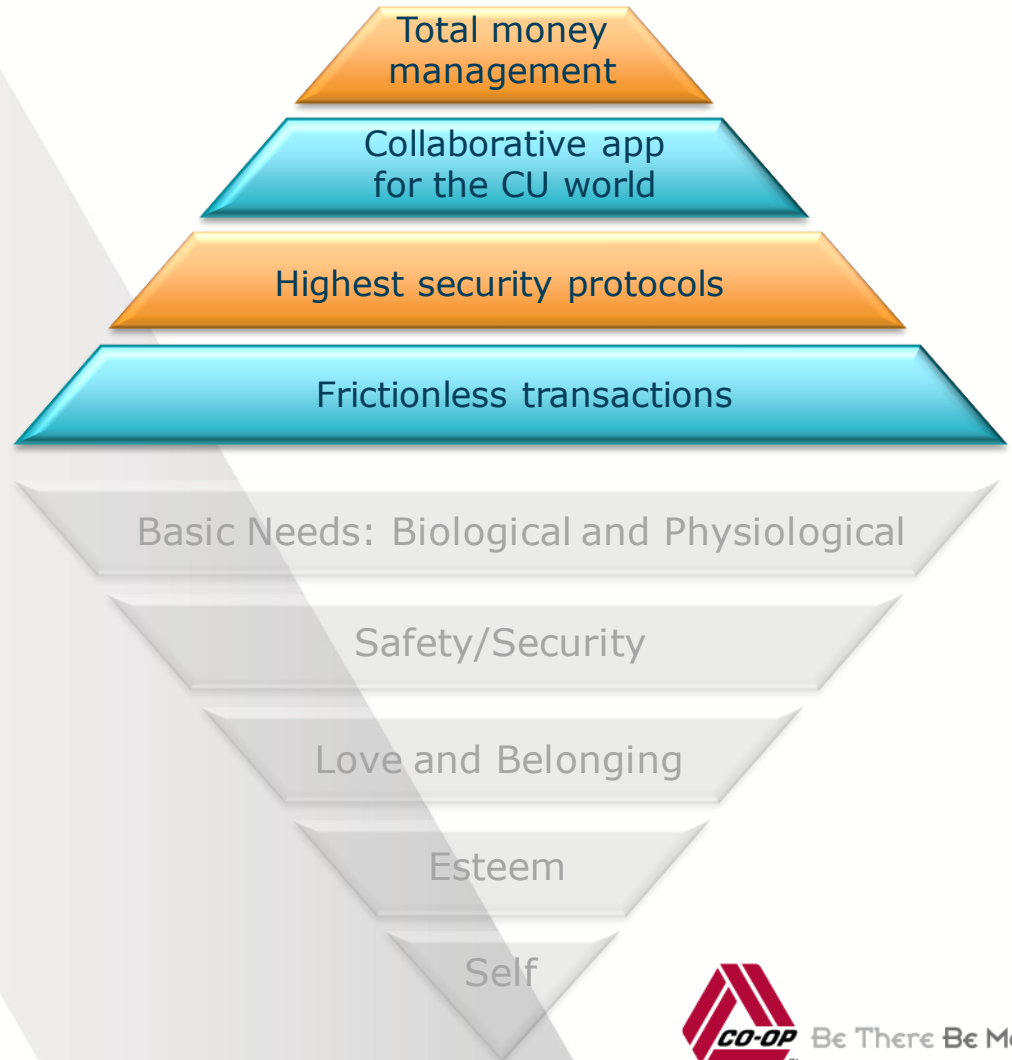 Total money
management
Collaborative app
for the CU world
Highest security protocols
Frictionless transactions
Basic Needs: Biological and Physiological
Safety/Security
Love and Belonging
Esteem
Self
CO-OP Be There Be